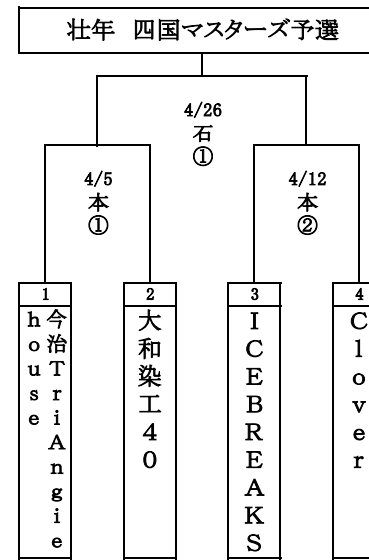 壮年 四国マスターズ予選
4/26
石
①
4/5
本
①
4/12
本
②
1
2
3
4
今治TriAngie
house
大和染工40
ICEBREAKS
Clover